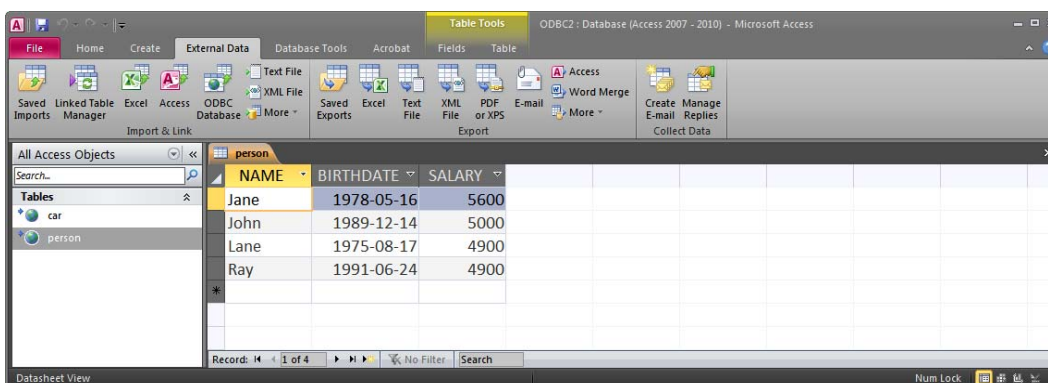 Table Tools
ODBC2 : Database (Access 2007 - 2010) - Microsoft Access
File Home Create External Data Database Tools Acrobat Fields Table
Saved Imports
Linked Table Manager
Excel
Access
ODBC Database
Text File
XML File
More
Import & Link
Saved Exports
Excel
Text File
XML File
PDF or XPS
E-mail
Access
Word Merge
More
Export
Create E-mail
Manage Replies
Collect Data
All Access Objects
Search...
Tables
car
person
person
NAME BIRTHDATE SALARY
Jane 1978-05-16 5600
John 1989-12-14 5000
Lane 1975-08-17 4900
Ray 1991-06-24 4900
Record: 1 of 4 No Filter Search
Datasheet View
Num Lock